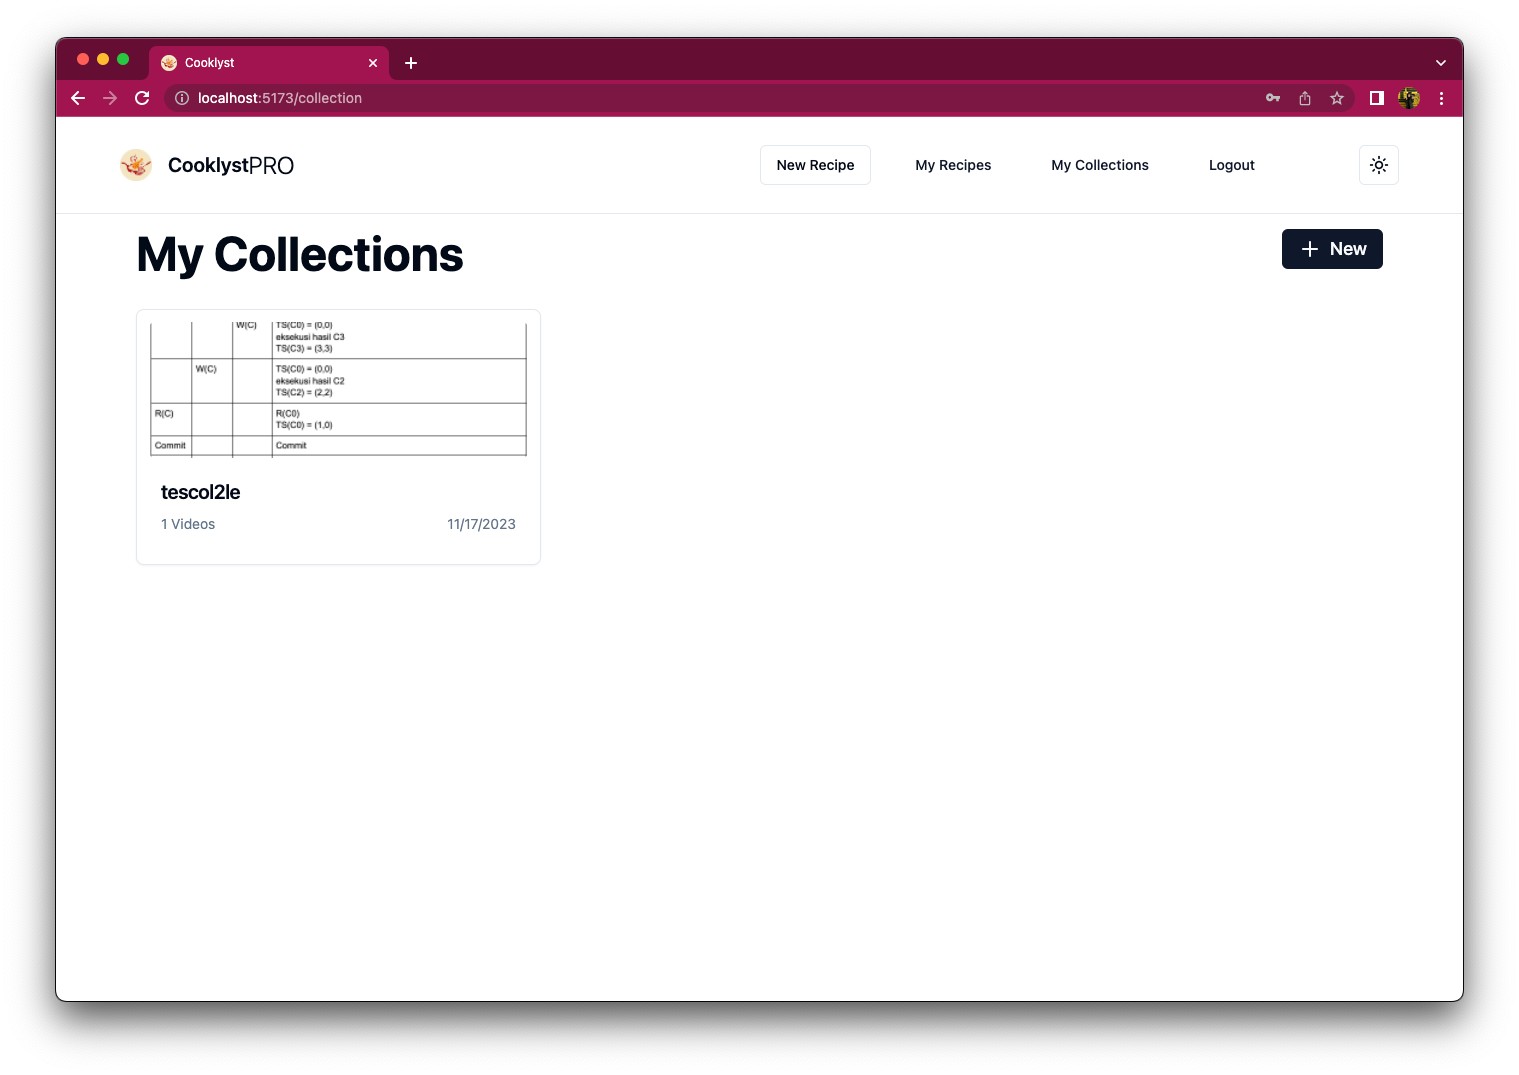 Cooklyst
localhost:5173/collection
CooklystPRO
New Recipe
My Recipes
My Collections
Logout
My Collections
New
W(C)
TS(C0) = (0,0)
eksekusi hasil C3
TS(C3) = (3,3)
W(C)
TS(C0) = (0,0)
eksekusi hasil C2
TS(C2) = (2,2)
R(C)
R(C0)
TS(C0) = (1,0)
Commit
Commit
tescol2le
1 Videos
11/17/2023